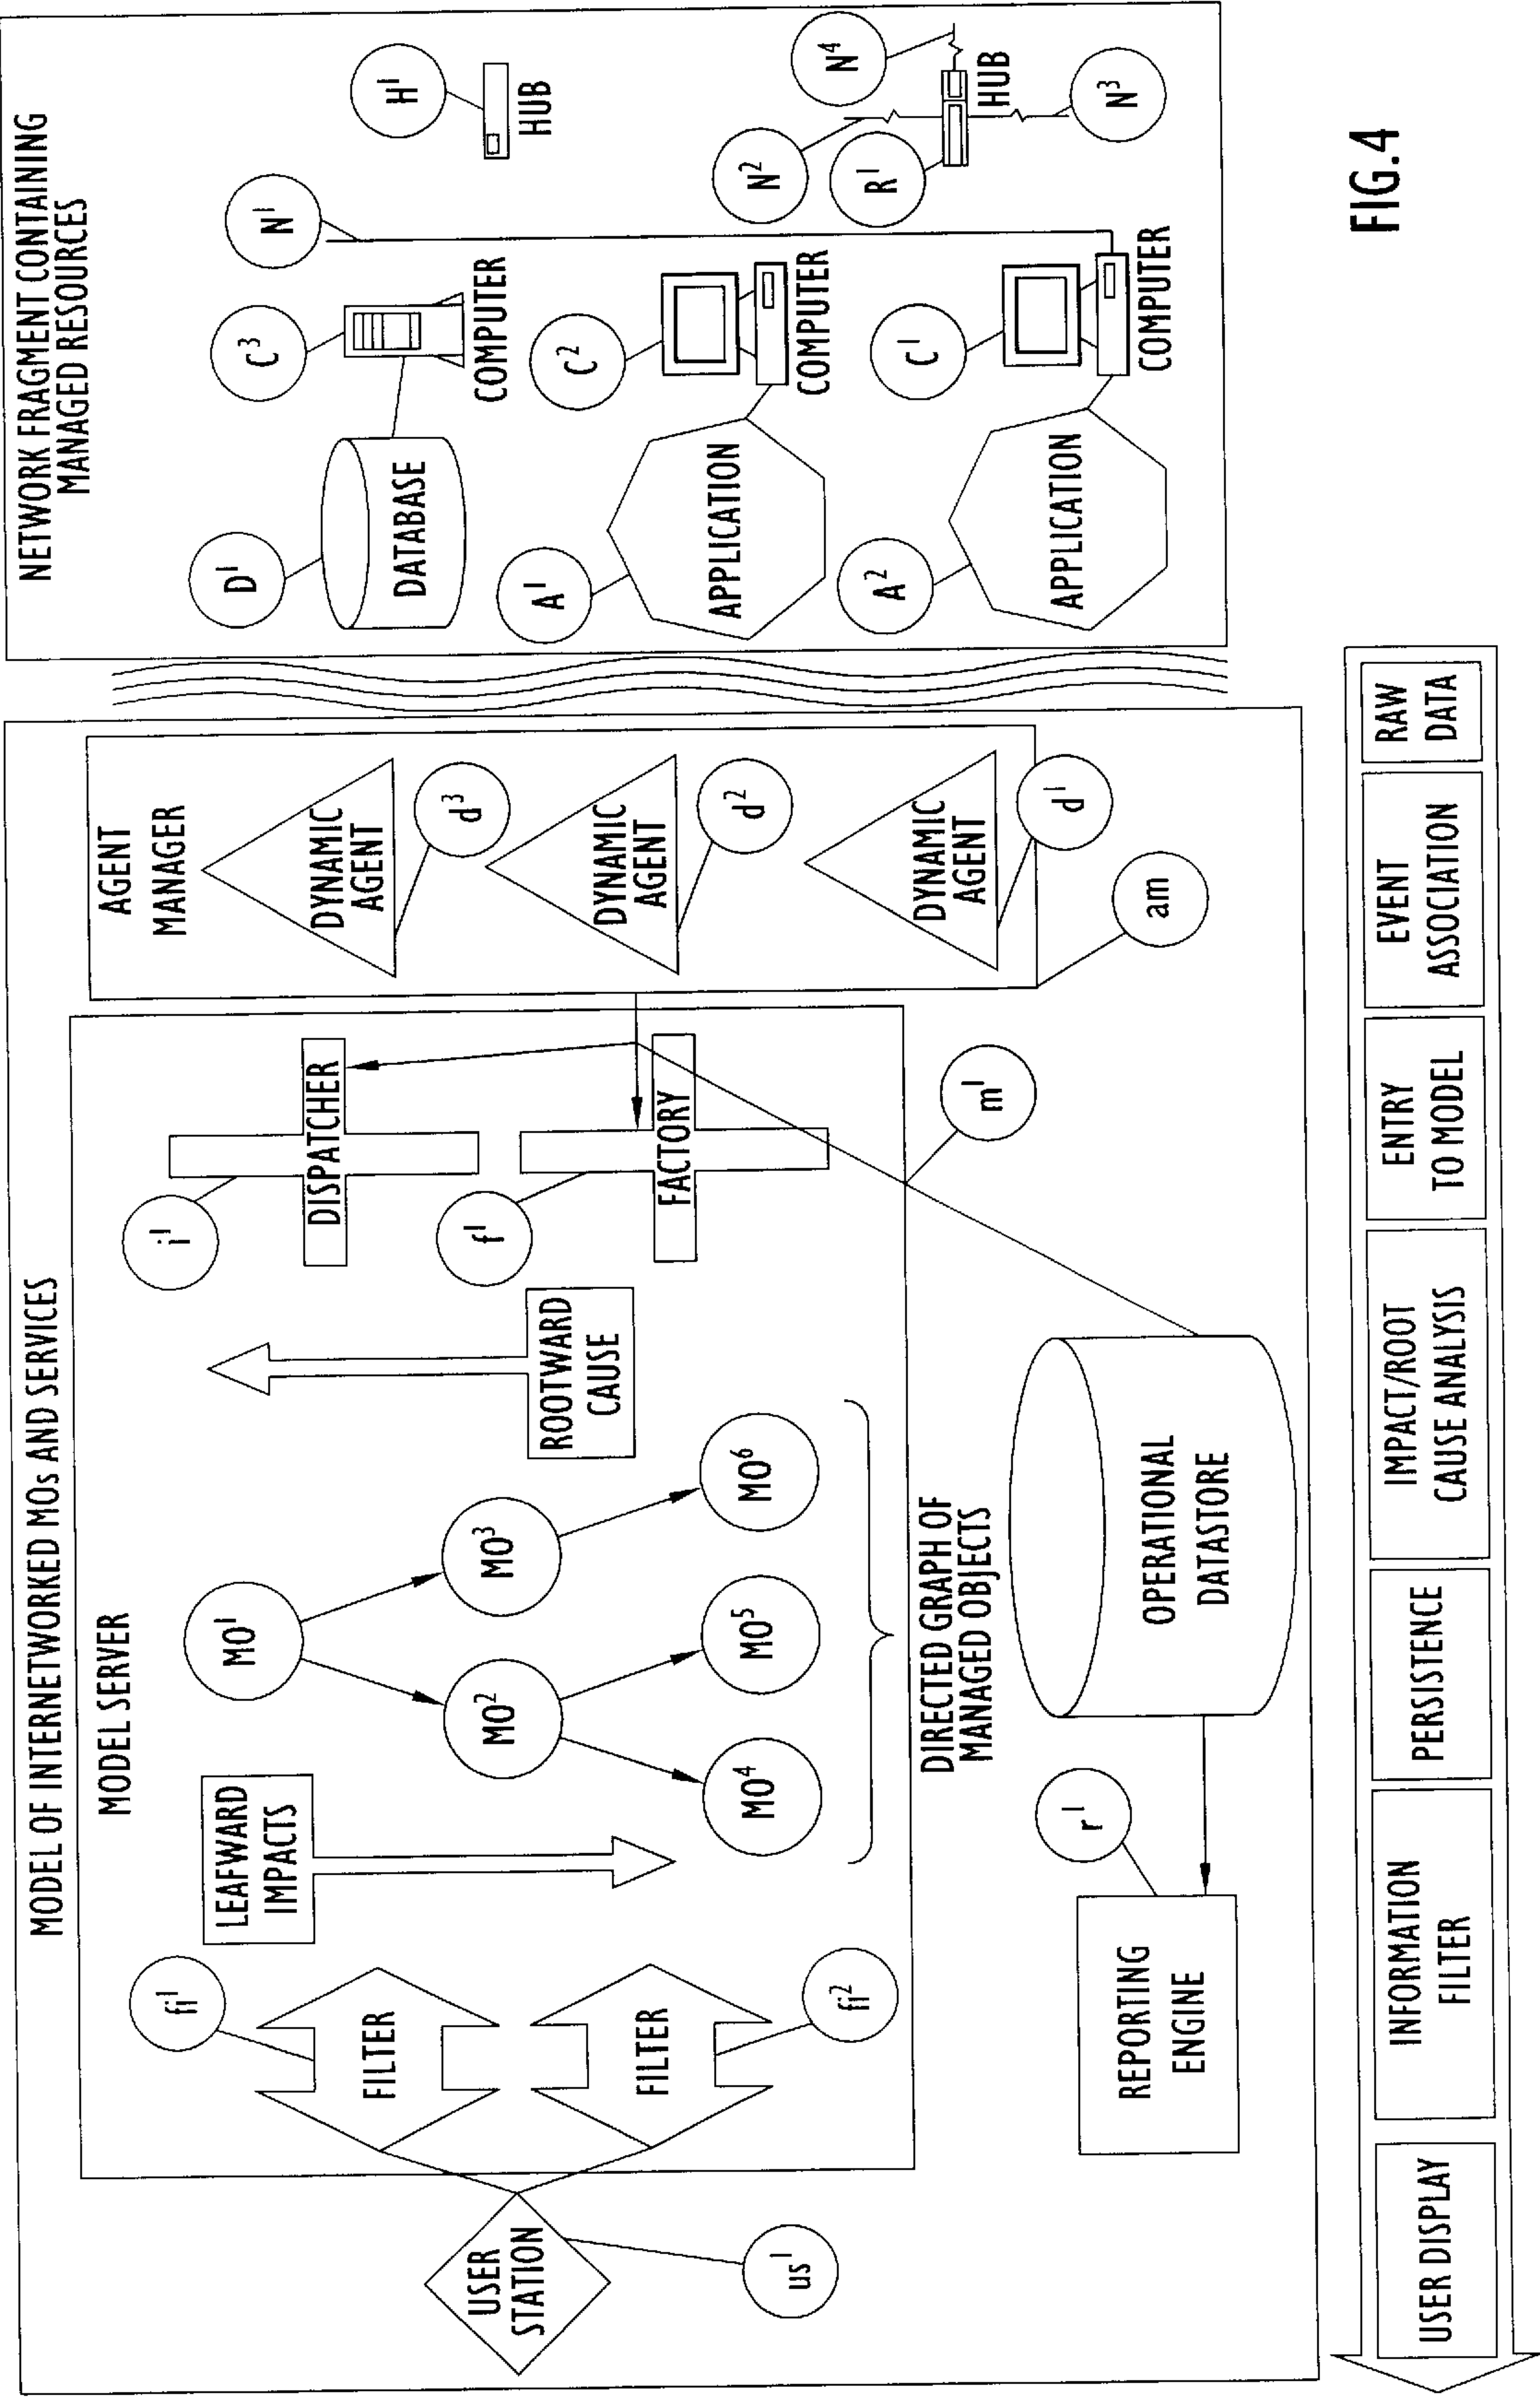 MODEL OF INTERNETWORKED MOs AND SERVICES
MODEL SERVER
USER
STATION
us¹
fi¹
FILTER
FILTER
fi²
LEAFWARD
IMPACTS
MO¹
MO²
MO³
MO⁴
MO⁵
MO⁶
DIRECTED GRAPH OF
MANAGED OBJECTS
ROOTWARD
CAUSE
i¹
DISPATCHER
f¹
FACTORY
m¹
REPORTING
ENGINE
r¹
OPERATIONAL
DATASTORE
AGENT
MANAGER
DYNAMIC
AGENT
d³
DYNAMIC
AGENT
d²
DYNAMIC
AGENT
d¹
am
NETWORK FRAGMENT CONTAINING
MANAGED RESOURCES
D¹
DATABASE
C³
COMPUTER
N¹
H¹
HUB
A¹
APPLICATION
C²
COMPUTER
N²
N⁴
R¹
HUB
N³
A²
APPLICATION
C¹
COMPUTER
USER DISPLAY
INFORMATION
FILTER
PERSISTENCE
IMPACT/ROOT
CAUSE ANALYSIS
ENTRY
TO MODEL
EVENT
ASSOCIATION
RAW
DATA
FIG.4